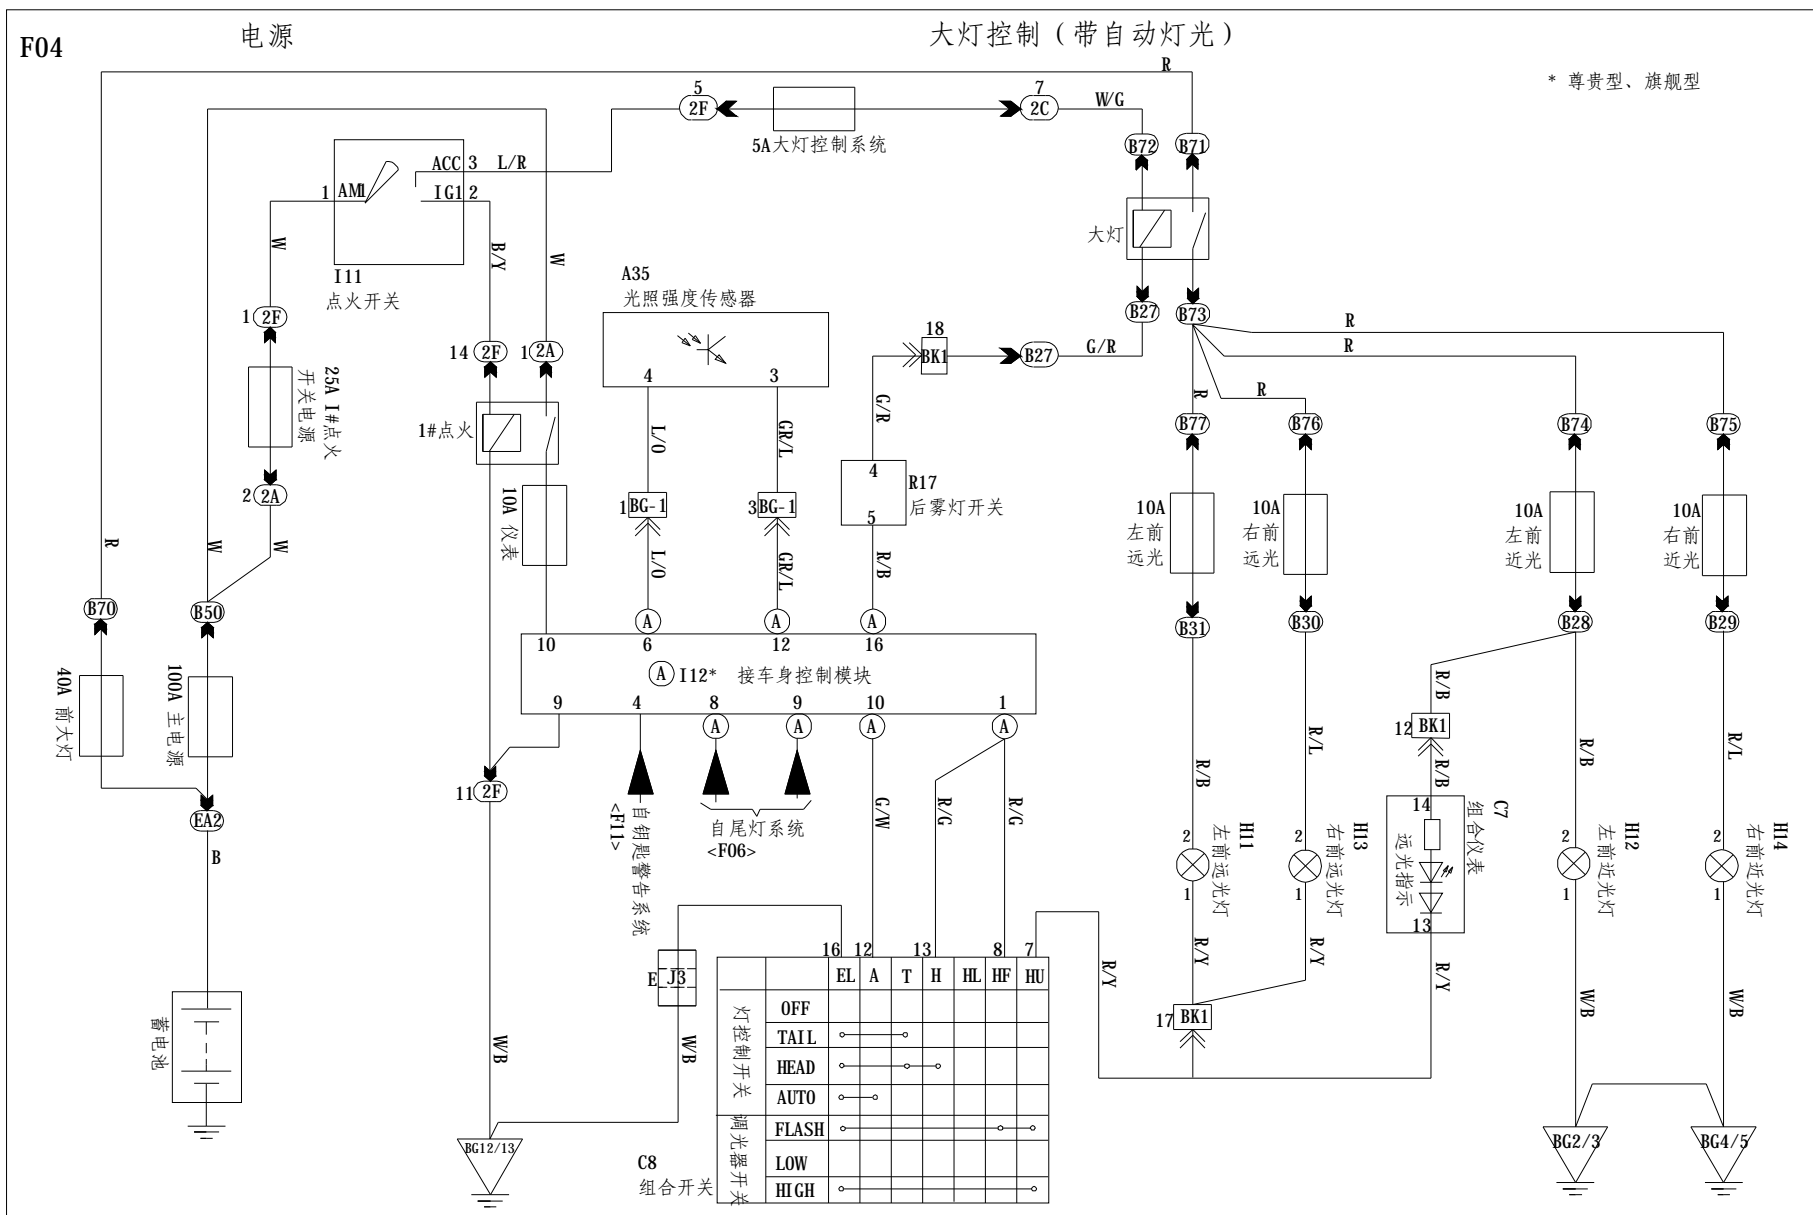 F04
电源
大灯控制（带自动灯光）
* 尊贵型、旗舰型
R
5
2F
7
2C
W/G
5A大灯控制系统
B72
B71
ACC 3
L/R
1
AM1
IG1 2
W
B/Y
W
I11
点火开关
大灯
A35
光照强度传感器
4
3
1
2F
14
2F
1
2A
B27
B73
18
BK1
B27
G/R
R
R
R
R
25A I#点火
开关电源
1#点火
L/O
GR/L
G/R
B77
B76
B74
B75
2
2A
10A 仪表
1
BG-1
3
BG-1
4
R17
后雾灯开关
5
10A
左前
远光
10A
右前
远光
10A
左前
近光
10A
右前
近光
R
W
W
L/O
GR/L
R/B
B70
B50
A
A
A
B31
B30
B28
B29
10
6
12
16
A
I12*
接车身控制模块
9
4
8
9
10
1
A
A
A
A
40A 前大灯
100A 主电源
R/B
12
BK1
R/B
R/B
R/L
R/B
R/L
11
2F
EA2
B
自钥匙警告系统
<F11>
自尾灯系统
<F06>
G/W
R/G
R/G
2
H11
左前远光灯
1
2
H13
右前远光灯
1
14
C7
组合仪表
远光指示
13
2
H12
左前近光灯
1
2
H14
右前近光灯
1
E
J3
16
12
13
8
7
R/Y
R/Y
R/Y
R/Y
EL
A
T
H
HL
HF
HU
灯控制开关
OFF
TAIL
HEAD
AUTO
调光器开关
FLASH
LOW
HIGH
17
BK1
W/B
W/B
W/B
W/B
蓄电池
BG12/13
C8
组合开关
BG2/3
BG4/5